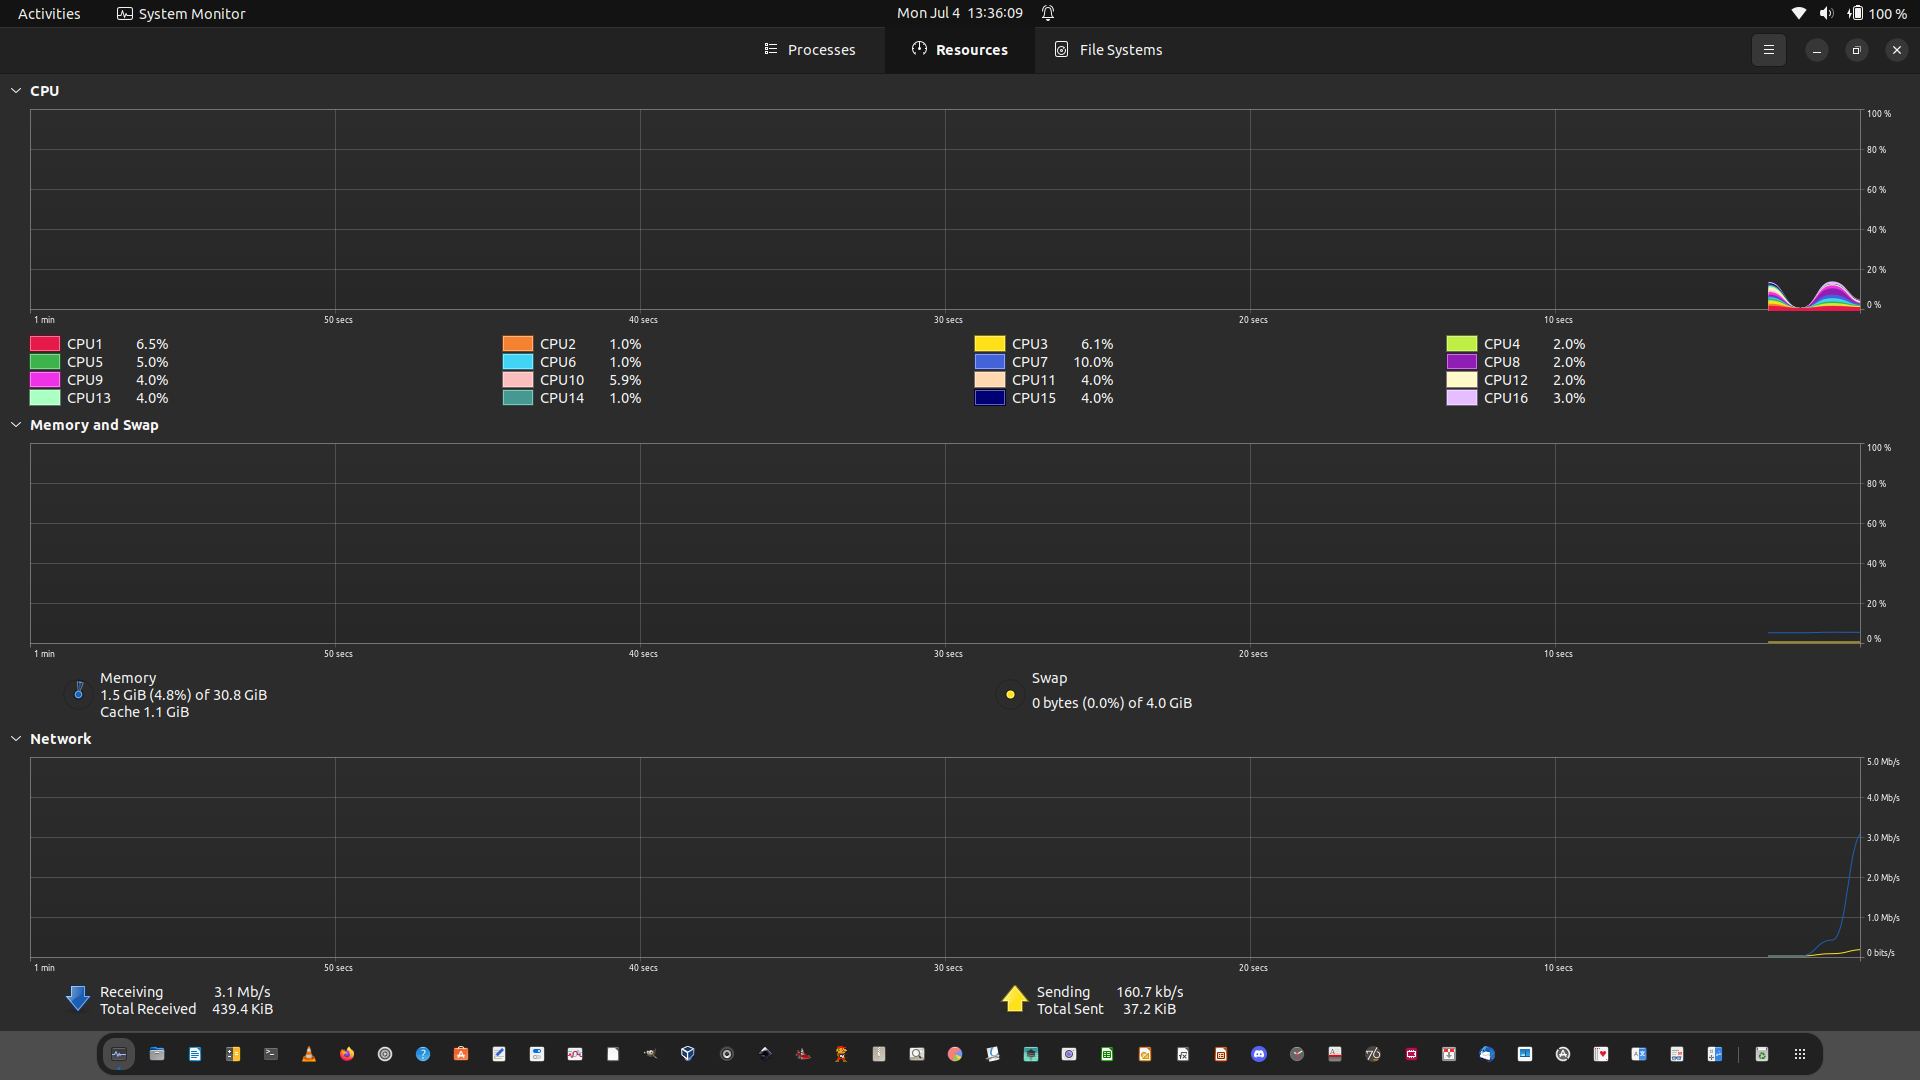 Activities System Monitor Mon Jul 4 13:36:09 100 %
Processes Resources File Systems
CPU
100 %
80 %
60 %
40 %
20 %
0 %
1 min 50 secs 40 secs 30 secs 20 secs 10 secs
CPU1 6.5% CPU2 1.0% CPU3 6.1% CPU4 2.0%
CPU5 5.0% CPU6 1.0% CPU7 10.0% CPU8 2.0%
CPU9 4.0% CPU10 5.9% CPU11 4.0% CPU12 2.0%
CPU13 4.0% CPU14 1.0% CPU15 4.0% CPU16 3.0%
Memory and Swap
100 %
80 %
60 %
40 %
20 %
0 %
1 min 50 secs 40 secs 30 secs 20 secs 10 secs
Memory Swap
1.5 GiB (4.8%) of 30.8 GiB 0 bytes (0.0%) of 4.0 GiB
Cache 1.1 GiB
Network
5.0 Mb/s
4.0 Mb/s
3.0 Mb/s
2.0 Mb/s
1.0 Mb/s
0 bits/s
1 min 50 secs 40 secs 30 secs 20 secs 10 secs
Receiving 3.1 Mb/s Sending 160.7 kb/s
Total Received 439.4 KiB Total Sent 37.2 KiB